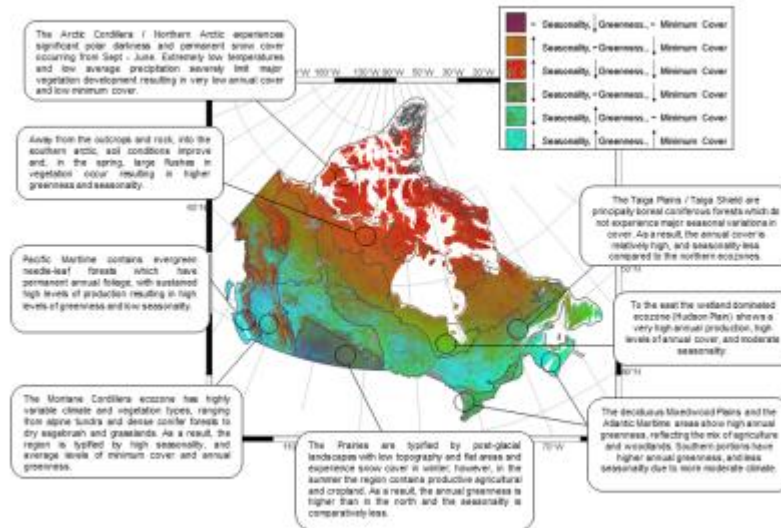 The Arctic Cordillera / Northern Arctic experiences
significant polar darkness and permanent snow cover
occurring from Sept - June. Extremely low temperatures
and low average precipitation severely limit major
vegetation development resulting in very low annual cover
and low minimum cover.
Seasonality, Greenness., - Minimum Cover
Seasonality, - Greenness., Minimum Cover
Seasonality, Greenness., Minimum Cover
Seasonality, Greenness., Minimum Cover
Seasonality, Greenness., - Minimum Cover
Seasonality, Greenness., Minimum Cover
160°W
140°W
50°W
30°W
20°W
Away from the outcrops and rock, into the
southern arctic, soil conditions improve
and, in the spring, large flushes in
vegetation occur resulting in higher
greenness and seasonality.
The Taiga Plains / Taiga Shield are
principally boreal coniferous forests which do
not experience major seasonal variations in
cover. As a result, the annual cover is
relatively high, and seasonality less
compared to the northern ecozones.
Pacific Maritime contains evergreen
needle-leaf forests which have
permanent annual foliage, with sustained
high levels of production resulting in high
levels of greenness and low seasonality.
To the east the wetland dominated
ecozone (Hudson Plain) shows a
very high annual production, high
levels of annual cover, and moderate
seasonality
The Montane Cordillera ecozone has highly
variable climate and vegetation types, ranging
from alpine tundra and dense conifer forests to
dry sagebrush and grasslands. As a result, the
region is typified by high seasonality, and
average levels of minimum cover and annual
greenness.
The Prairies are typified by post-glacial
landscapes with low topography and flat areas and
experience snow cover in winter, however, in
the summer the region contains productive agricultural
and cropland. As a result, the annual greenness is
higher than in the north and the seasonality is
comparatively less.
70°W
The deciduous Mixedwood Plains and the
Atlantic Maritime areas show high annual
greenness, reflecting the mix of agriculture
and woodlands. Southern portions have
higher annual greenness, and less
seasonality due to more moderate climate.